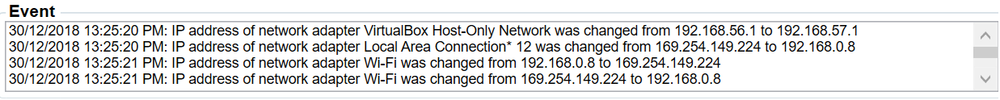 Event
30/12/2018 13:25:20 PM: IP address of network adapter VirtualBox Host-Only Network was changed from 192.168.56.1 to 192.168.57.1
30/12/2018 13:25:20 PM: IP address of network adapter Local Area Connection* 12 was changed from 169.254.149.224 to 192.168.0.8
30/12/2018 13:25:21 PM: IP address of network adapter Wi-Fi was changed from 192.168.0.8 to 169.254.149.224
30/12/2018 13:25:21 PM: IP address of network adapter Wi-Fi was changed from 169.254.149.224 to 192.168.0.8